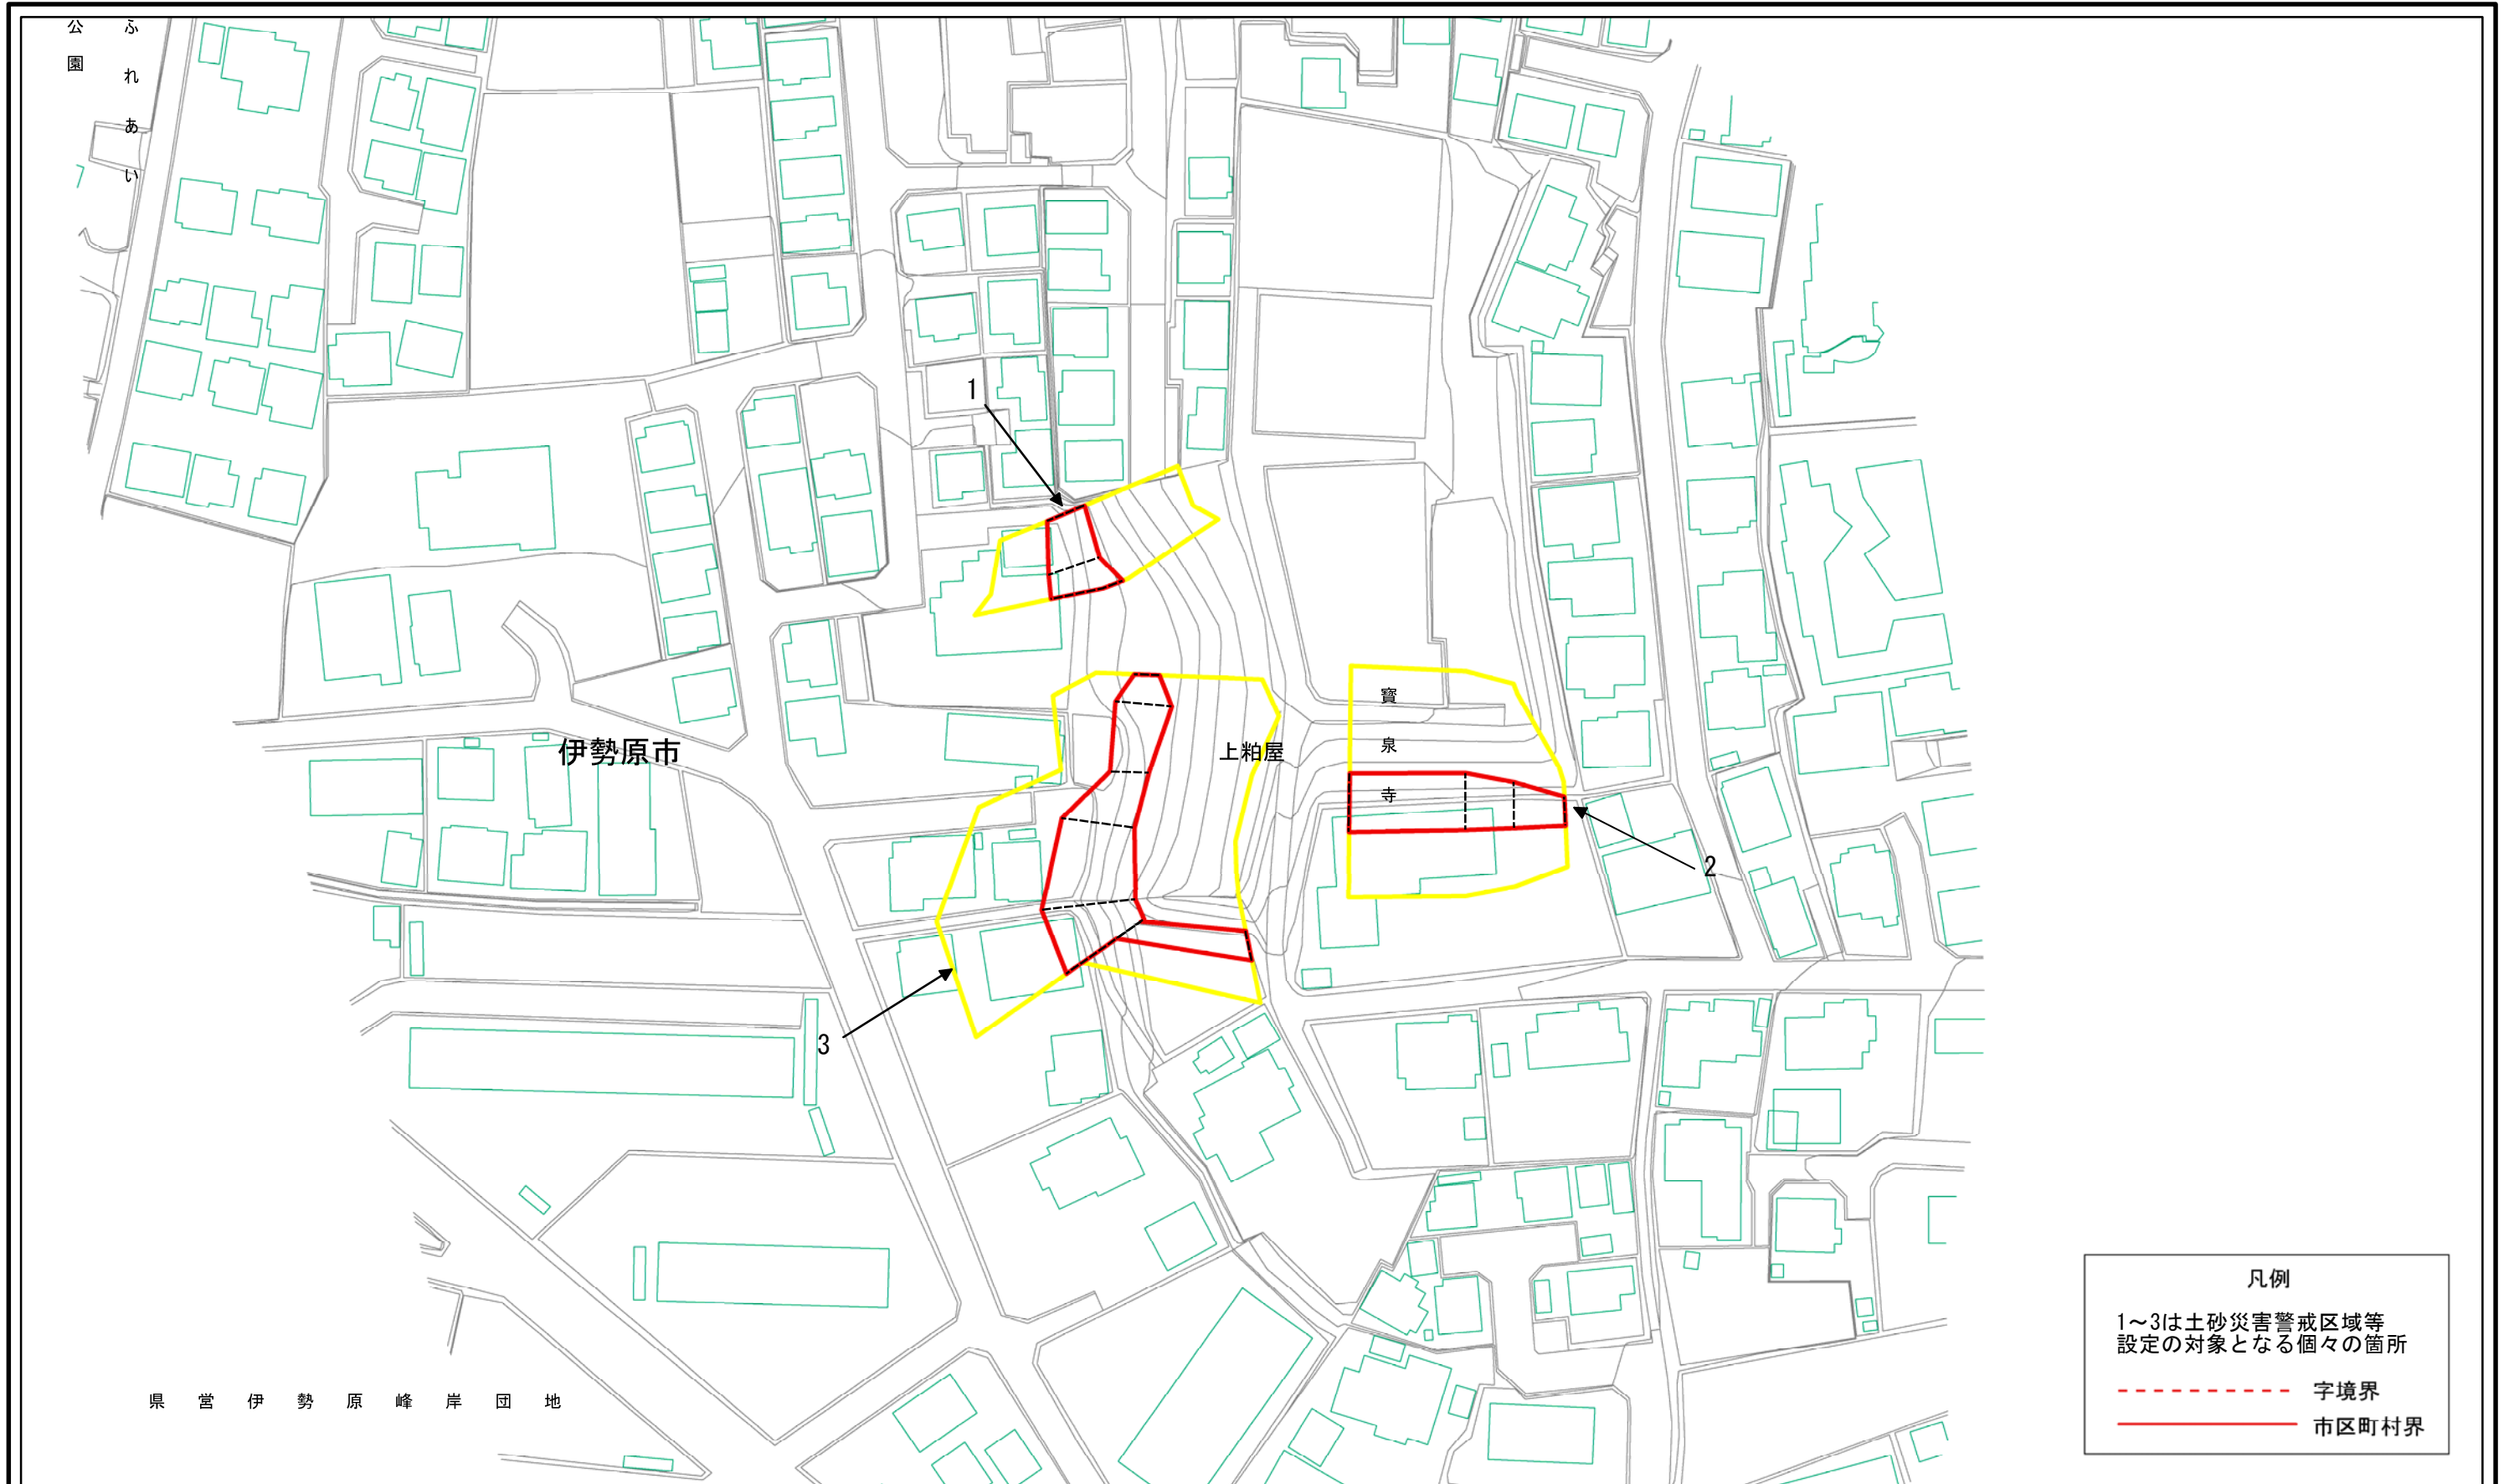 ふれあい
公園
1
伊勢原市
上粕屋
寳泉寺
2
3
県営伊勢原峰岸団地
凡例
1～3は土砂災害警戒区域等
設定の対象となる個々の箇所
字境界
市区町村界